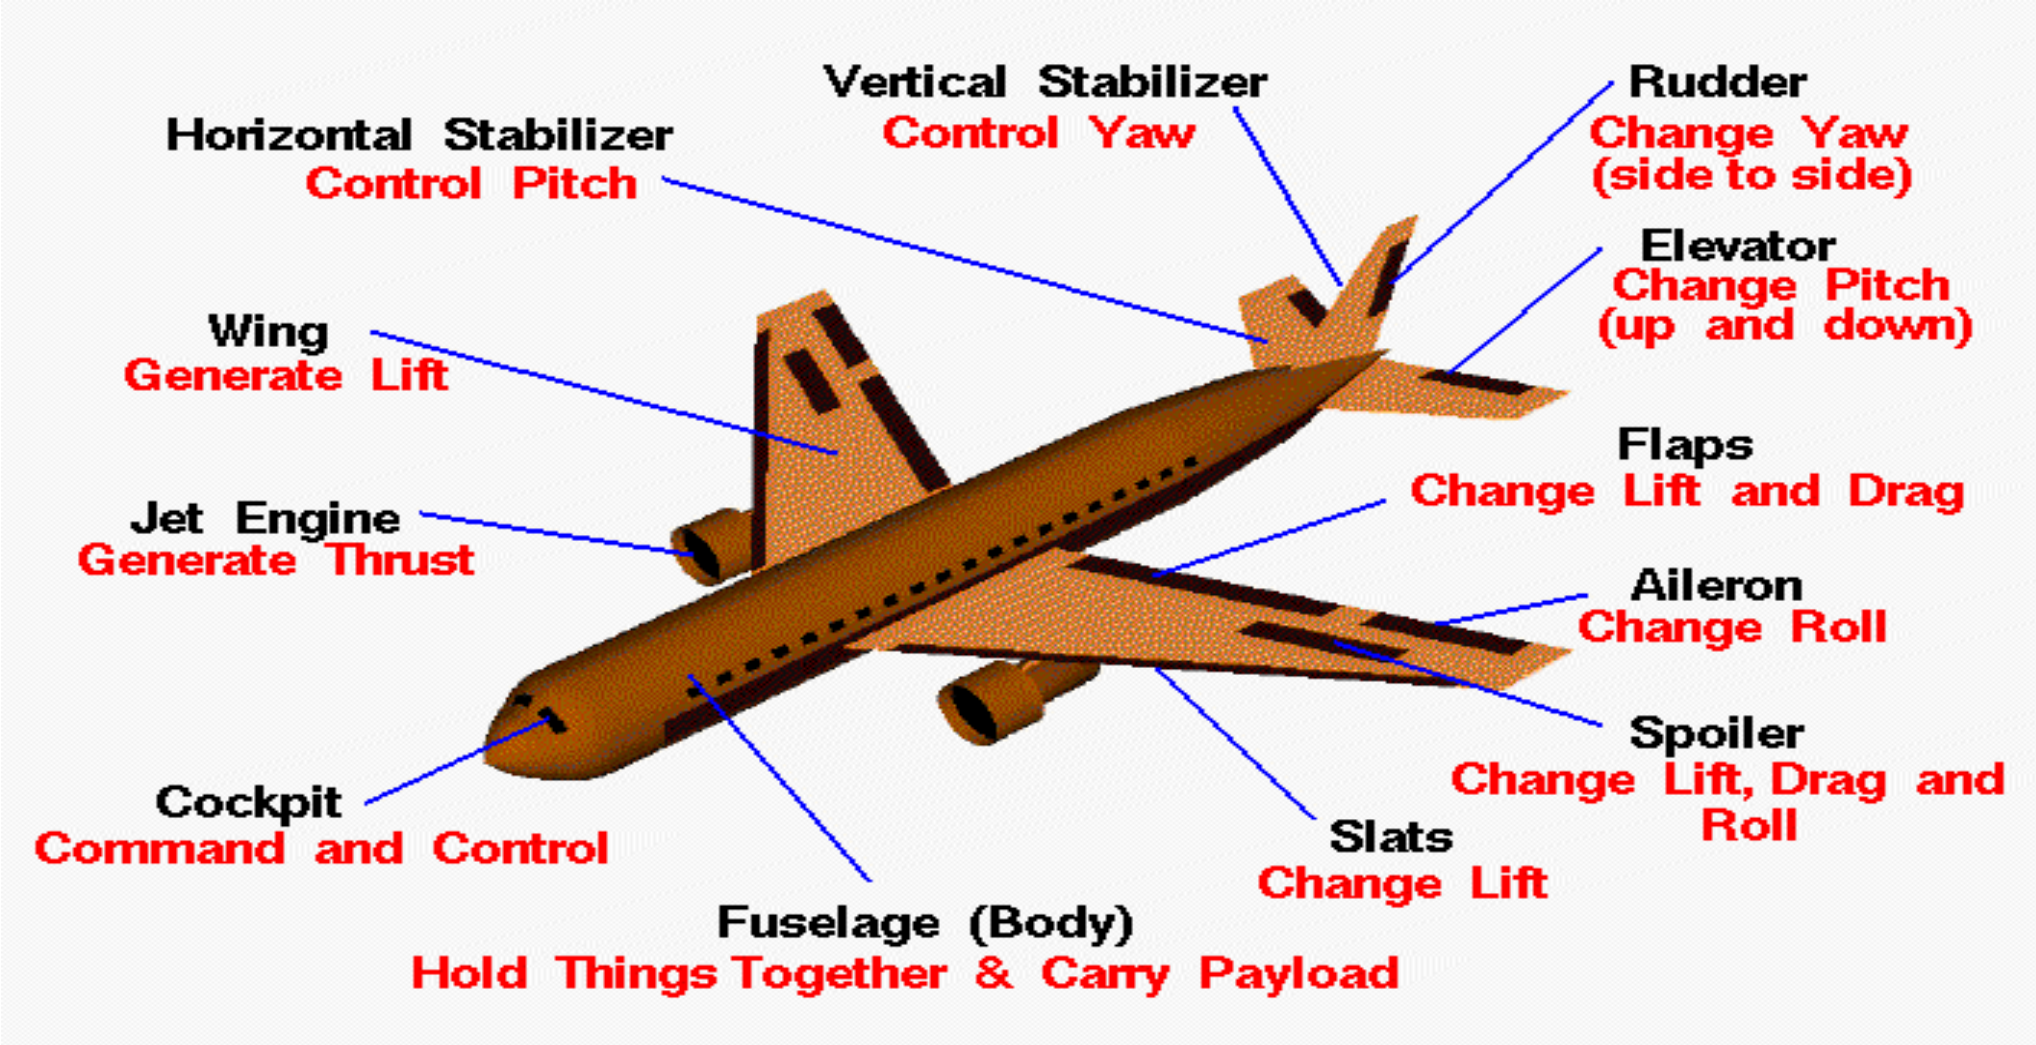 Vertical Stabilizer
Control Yaw
Rudder
Change Yaw
(side to side)
Horizontal Stabilizer
Control Pitch
Elevator
Change Pitch
(up and down)
Wing
Generate Lift
Flaps
Change Lift and Drag
Jet Engine
Generate Thrust
Aileron
Change Roll
Spoiler
Change Lift, Drag and
Roll
Cockpit
Command and Control
Slats
Change Lift
Fuselage (Body)
Hold Things Together & Carry Payload